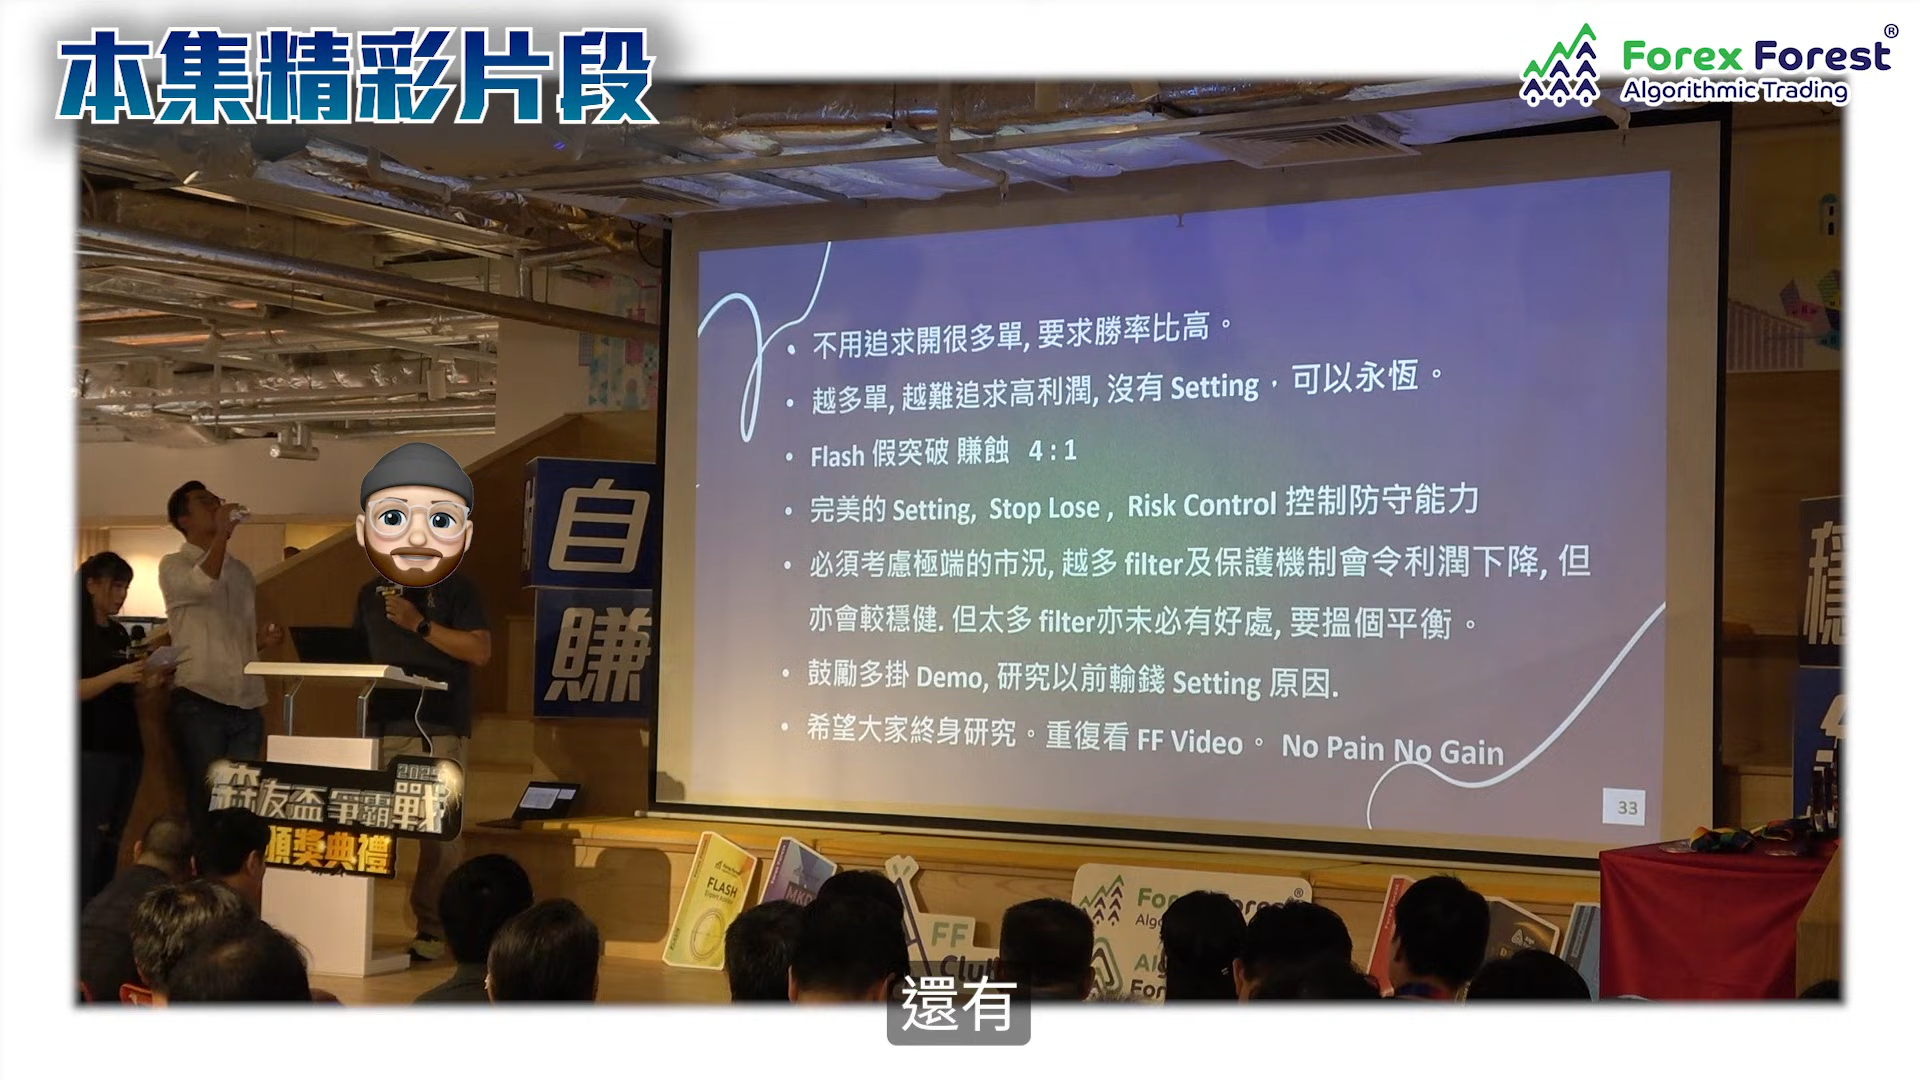 本集精彩片段
Forex Forest®
Algorithmic Trading
• 不用追求開很多單, 要求勝率比高。
• 越多單, 越難追求高利潤, 沒有 Setting，可以永恆。
• Flash 假突破 賺蝕 4 : 1
• 完美的 Setting, Stop Lose , Risk Control 控制防守能力
• 必須考慮極端的市況, 越多 filter及保護機制會令利潤下降, 但
亦會較穩健. 但太多 filter亦未必有好處, 要搵個平衡。
• 鼓勵多掛 Demo, 研究以前輸錢 Setting 原因.
• 希望大家終身研究。重復看 FF Video。 No Pain No Gain
33
自
賺
穩
2025
森友盃爭霸戰
頒獎典禮
FLASH
FF
Club
還有